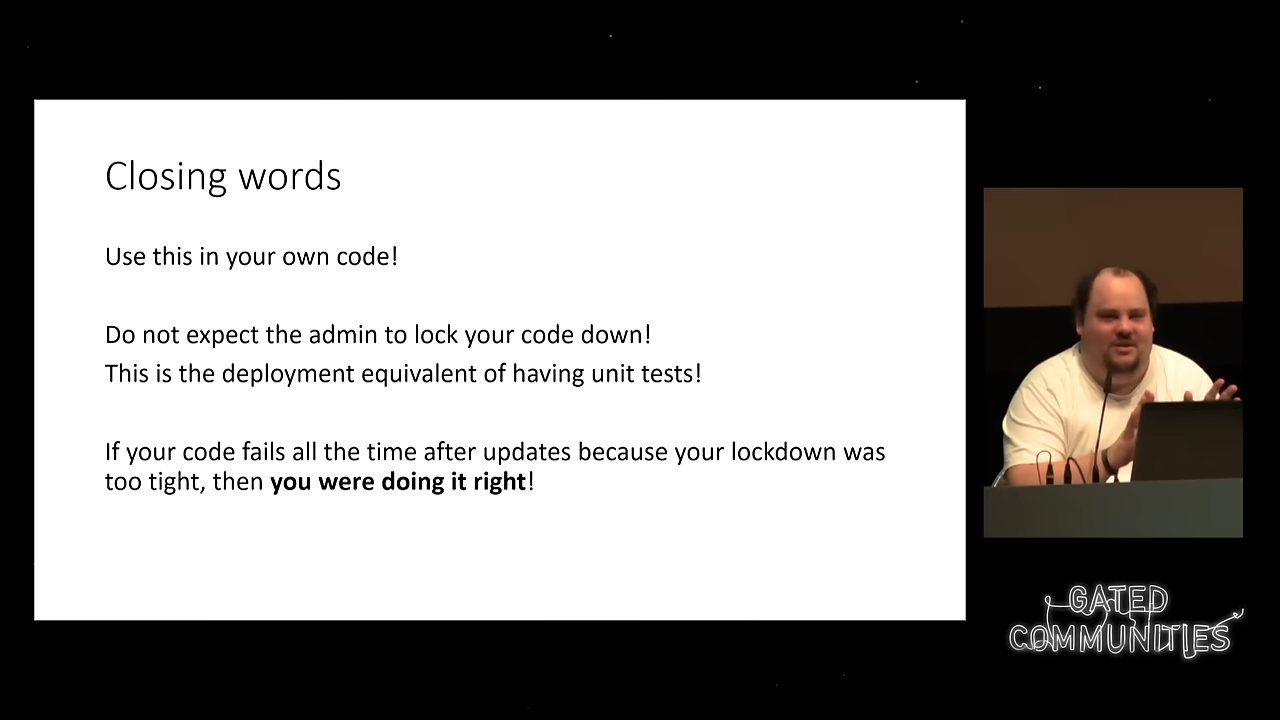 Closing words
Use this in your own code!
Do not expect the admin to lock your code down!
This is the deployment equivalent of having unit tests!
If your code fails all the time after updates because your lockdown was
too tight, then you were doing it right!
GATED
COMMUNITIES